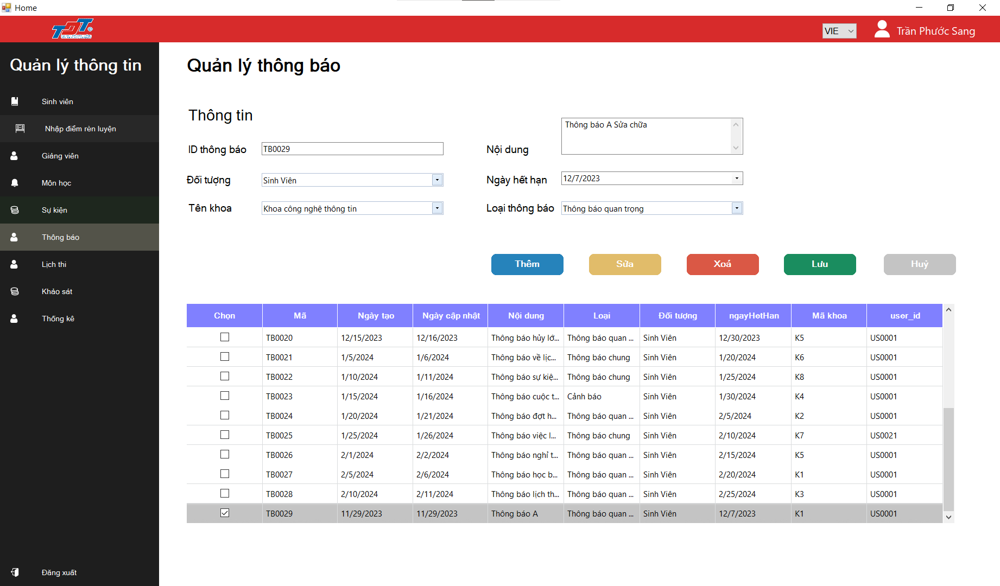 Home
TDT
VIE
Trần Phước Sang
Quản lý thông tin
Sinh viên
Nhập điểm rèn luyện
Giảng viên
Môn học
Sự kiện
Thông báo
Lịch thi
Khảo sát
Thống kê
Đăng xuất
Quản lý thông báo
Thông tin
ID thông báo TB0029
Đối tượng Sinh Viên
Tên khoa Khoa công nghệ thông tin
Nội dung Thông báo A Sửa chữa
Ngày hết hạn 12/7/2023
Loại thông báo Thông báo quan trọng
Thêm Sửa Xoá Lưu Huỷ
Chọn Mã Ngày tạo Ngày cập nhật Nội dung Loại Đối tượng ngayHetHan Mã khoa user_id
TB0020 12/15/2023 12/16/2023 Thông báo hủy lớ... Thông báo quan ... Sinh Viên 12/30/2023 K5 US0001
TB0021 1/5/2024 1/6/2024 Thông báo về lịc... Thông báo chung Sinh Viên 1/20/2024 K6 US0001
TB0022 1/10/2024 1/11/2024 Thông báo sự kiệ... Thông báo chung Sinh Viên 1/25/2024 K8 US0001
TB0023 1/15/2024 1/16/2024 Thông báo cuộc t... Cảnh báo Sinh Viên 1/30/2024 K4 US0001
TB0024 1/20/2024 1/21/2024 Thông báo đợt h... Thông báo quan ... Sinh Viên 2/5/2024 K2 US0001
TB0025 1/25/2024 1/26/2024 Thông báo việc l... Thông báo chung Sinh Viên 2/10/2024 K7 US0021
TB0026 2/1/2024 2/2/2024 Thông báo nghỉ t... Thông báo quan ... Sinh Viên 2/15/2024 K5 US0001
TB0027 2/5/2024 2/6/2024 Thông báo học b... Thông báo quan ... Sinh Viên 2/20/2024 K1 US0001
TB0028 2/10/2024 2/11/2024 Thông báo lịch th... Thông báo quan ... Sinh Viên 2/25/2024 K3 US0001
TB0029 11/29/2023 11/29/2023 Thông báo A Thông báo quan ... Sinh Viên 12/7/2023 K1 US0001